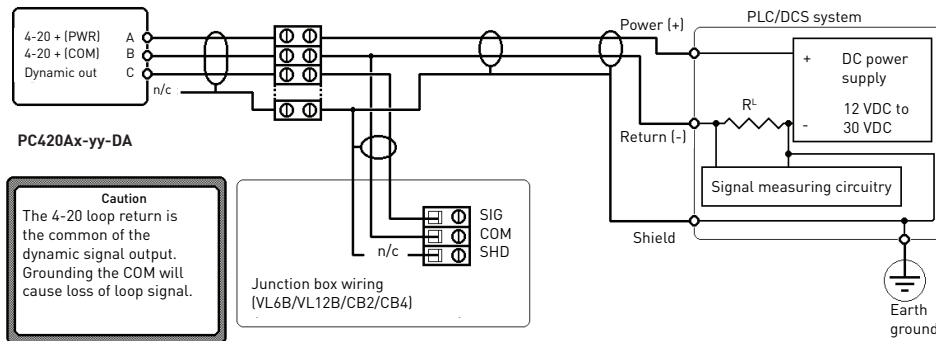 4-20 + (PWR) A
4-20 + (COM) B
Dynamic out C
n/c
PC420Ax-yy-DA
Caution
The 4-20 loop return is
the common of the
dynamic signal output.
Grounding the COM will
cause loss of loop signal.
SIG
COM
n/c SHD
Junction box wiring
(VL6B/VL12B/CB2/CB4)
Power (+)
Return (-)
Shield
PLC/DCS system
+ DC power
supply
12 VDC to
- 30 VDC
RL
Signal measuring circuitry
Earth
ground